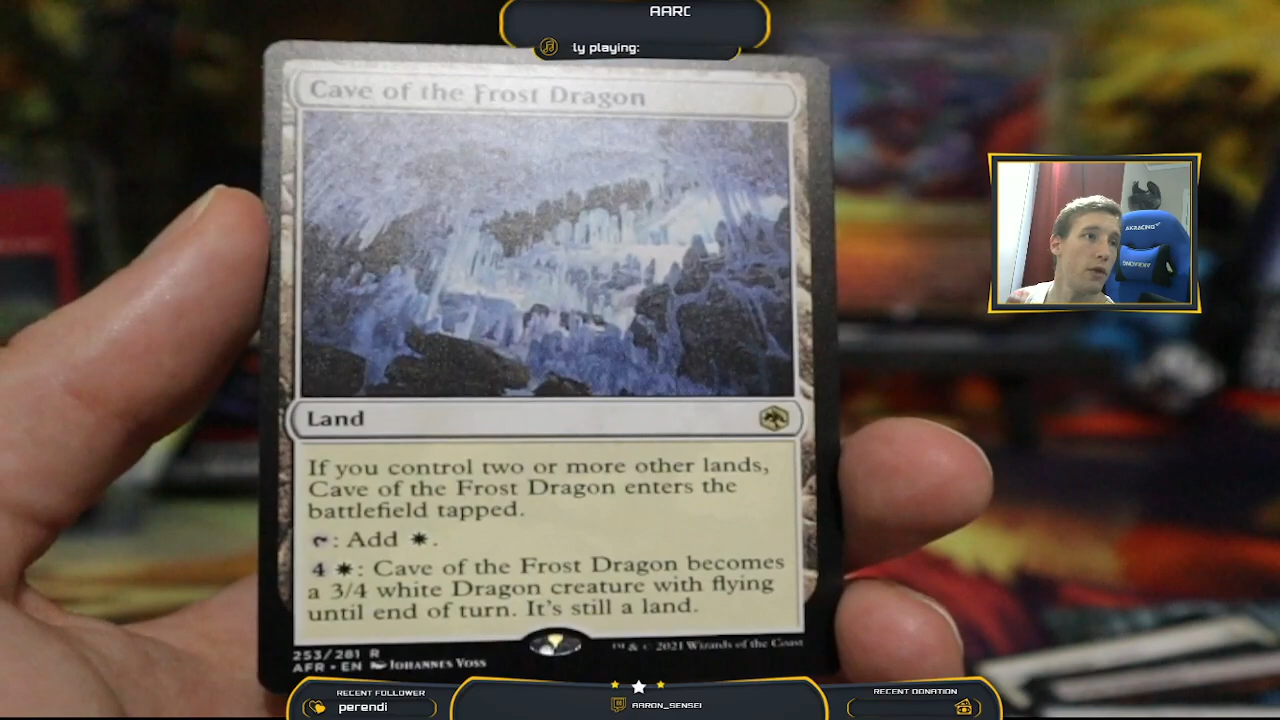 AARC
ly playing:
Cave of the Frost Dragon
AKRACING
Land
If you control two or more other lands,
Cave of the Frost Dragon enters the
battlefield tapped.
: Add .
4 : Cave of the Frost Dragon becomes
a 3/4 white Dragon creature with flying
until end of turn. It's still a land.
253/281 R
AFR • EN Johannes Voss
™ & © 2021 Wizards of the Coast
RECENT FOLLOWER
perendi
AARON_SENSEI
RECENT DONATION